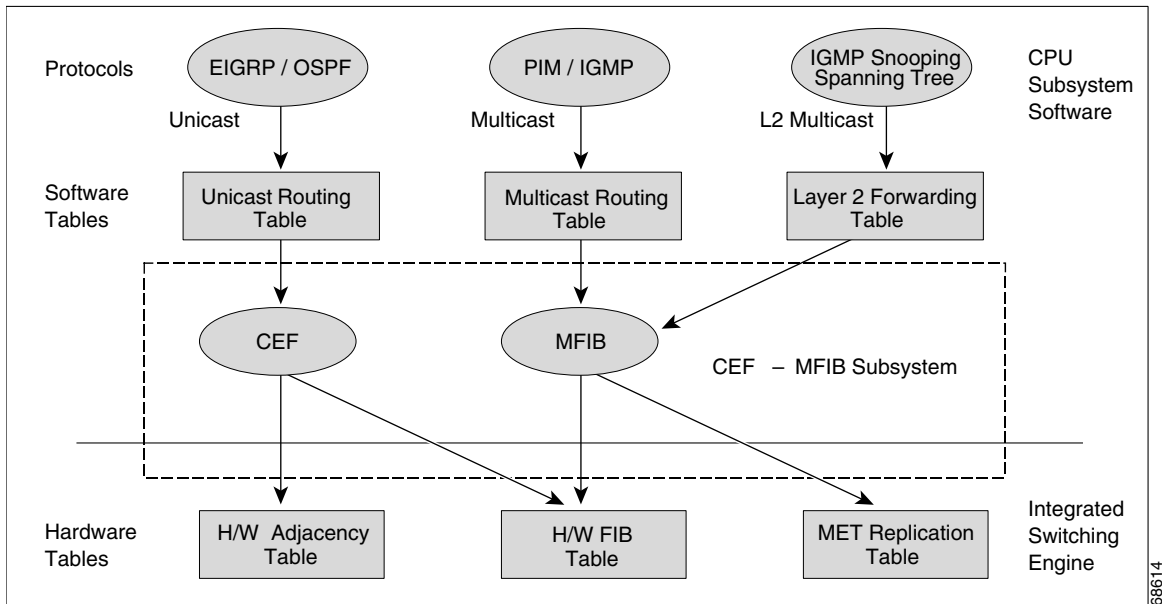 Protocols
EIGRP / OSPF
PIM / IGMP
IGMP Snooping
Spanning Tree
CPU
Subsystem
Software
Unicast
Multicast
L2 Multicast
Software
Tables
Unicast Routing
Table
Multicast Routing
Table
Layer 2 Forwarding
Table
CEF
MFIB
CEF – MFIB Subsystem
Hardware
Tables
H/W Adjacency
Table
H/W FIB
Table
MET Replication
Table
Integrated
Switching
Engine
68614